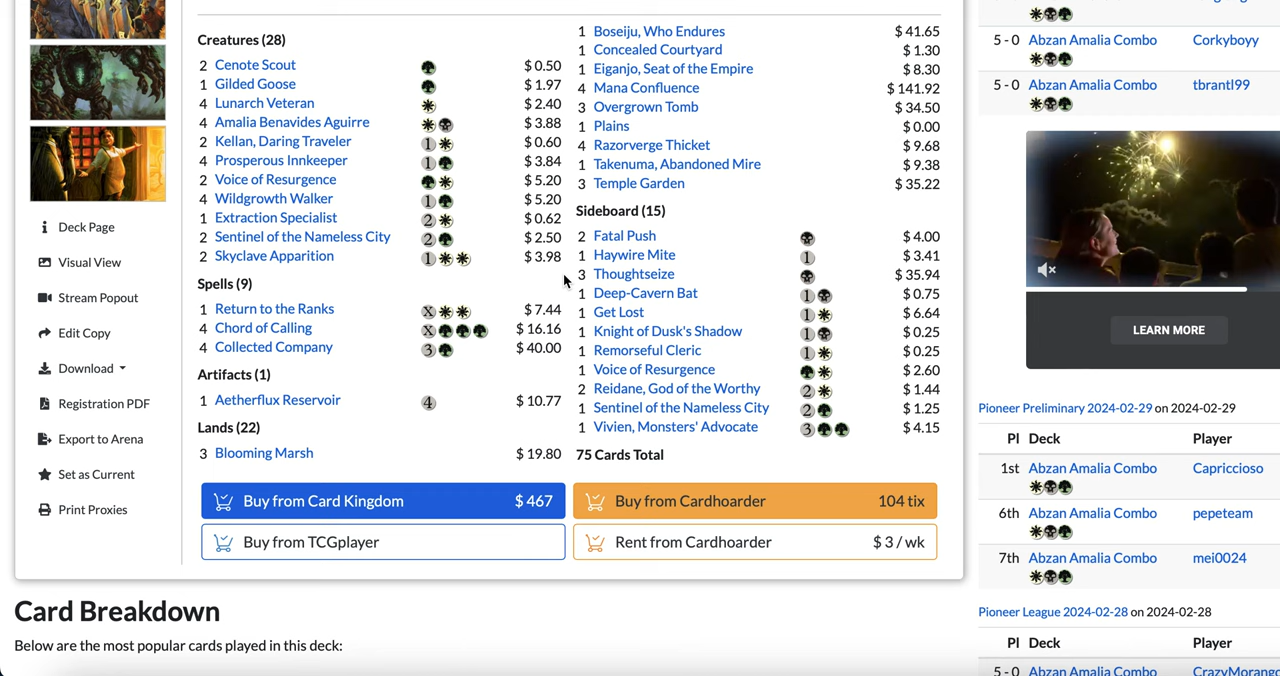 Creatures (28)
2 Cenote Scout $ 0.50
1 Gilded Goose $ 1.97
4 Lunarch Veteran $ 2.40
4 Amalia Benavides Aguirre $ 3.88
2 Kellan, Daring Traveler 1 $ 0.60
4 Prosperous Innkeeper 1 $ 3.84
2 Voice of Resurgence $ 5.20
4 Wildgrowth Walker 1 $ 5.20
1 Extraction Specialist 2 $ 0.62
2 Sentinel of the Nameless City 2 $ 2.50
2 Skyclave Apparition 1 $ 3.98
Spells (9)
1 Return to the Ranks X $ 7.44
4 Chord of Calling X $ 16.16
4 Collected Company 3 $ 40.00
Artifacts (1)
1 Aetherflux Reservoir 4 $ 10.77
Lands (22)
3 Blooming Marsh $ 19.80
1 Boseiju, Who Endures $ 41.65
1 Concealed Courtyard $ 1.30
1 Eiganjo, Seat of the Empire $ 8.30
4 Mana Confluence $ 141.92
3 Overgrown Tomb $ 34.50
1 Plains $ 0.00
4 Razorverge Thicket $ 9.68
1 Takenuma, Abandoned Mire $ 9.38
3 Temple Garden $ 35.22
Sideboard (15)
2 Fatal Push $ 4.00
1 Haywire Mite 1 $ 3.41
3 Thoughtseize $ 35.94
1 Deep-Cavern Bat 1 $ 0.75
1 Get Lost 1 $ 6.64
1 Knight of Dusk's Shadow 1 $ 0.25
1 Remorseful Cleric 1 $ 0.25
1 Voice of Resurgence $ 2.60
2 Reidane, God of the Worthy 2 $ 1.44
1 Sentinel of the Nameless City 2 $ 1.25
1 Vivien, Monsters' Advocate 3 $ 4.15
75 Cards Total
Buy from Card Kingdom $ 467
Buy from Cardhoarder 104 tix
Buy from TCGplayer
Rent from Cardhoarder $ 3 / wk
i Deck Page
Visual View
Stream Popout
Edit Copy
Download
Registration PDF
Export to Arena
Set as Current
Print Proxies
Card Breakdown
Below are the most popular cards played in this deck:
5 - 0 Abzan Amalia Combo Corkyboyy
5 - 0 Abzan Amalia Combo tbrantl99
LEARN MORE
Pioneer Preliminary 2024-02-29 on 2024-02-29
Pl Deck Player
1st Abzan Amalia Combo Capriccioso
6th Abzan Amalia Combo pepeteam
7th Abzan Amalia Combo mei0024
Pioneer League 2024-02-28 on 2024-02-28
Pl Deck Player
5 - 0 Abzan Amalia Combo